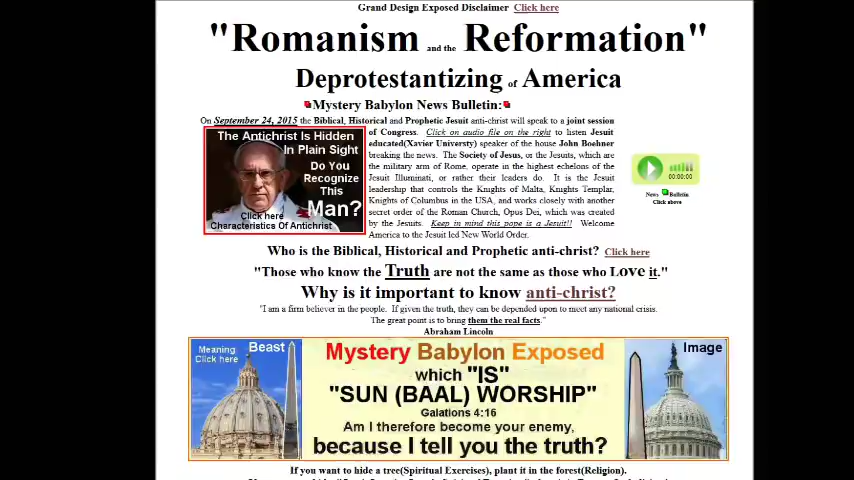 Grand Design Exposed Disclaimer Click here
"Romanism and the Reformation"
Deprotestantizing of America
Mystery Babylon News Bulletin:
On September 24, 2015 the Biblical, Historical and Prophetic Jesuit anti-christ will speak to a joint session
of Congress. Click on audio file on the right to listen Jesuit
educated(Xavier Universty) speaker of the house John Boehner
breaking the news. The Society of Jesus, or the Jesuits, which are
the military arm of Rome, operate in the highest echelons of the
Jesuit Illuminati, or rather their leaders do. It is the Jesuit
leadership that controls the Knights of Malta, Knights Templar,
Knights of Columbus in the USA, and works closely with another
secret order of the Roman Church, Opus Dei, which was created
by the Jesuits. Keep in mind this pope is a Jesuit!! Welcome
America to the Jesuit led New World Order.
The Antichrist Is Hidden
In Plain Sight
Do You
Recognize
This
Man?
Click here
Characteristics Of Antichrist
00:00:00
News Bulletin
Click above
Who is the Biblical, Historical and Prophetic anti-christ? Click here
"Those who know the Truth are not the same as those who Love it."
Why is it important to know anti-christ?
"I am a firm believer in the people. If given the truth, they can be depended upon to meet any national crisis.
The great point is to bring them the real facts."
Abraham Lincoln
Meaning
Click here
Beast
Mystery Babylon Exposed
which "IS"
"SUN (BAAL) WORSHIP"
Galations 4:16
Am I therefore become your enemy,
because I tell you the truth?
Image
If you want to hide a tree(Spiritual Exercises), plant it in the forest(Religion).